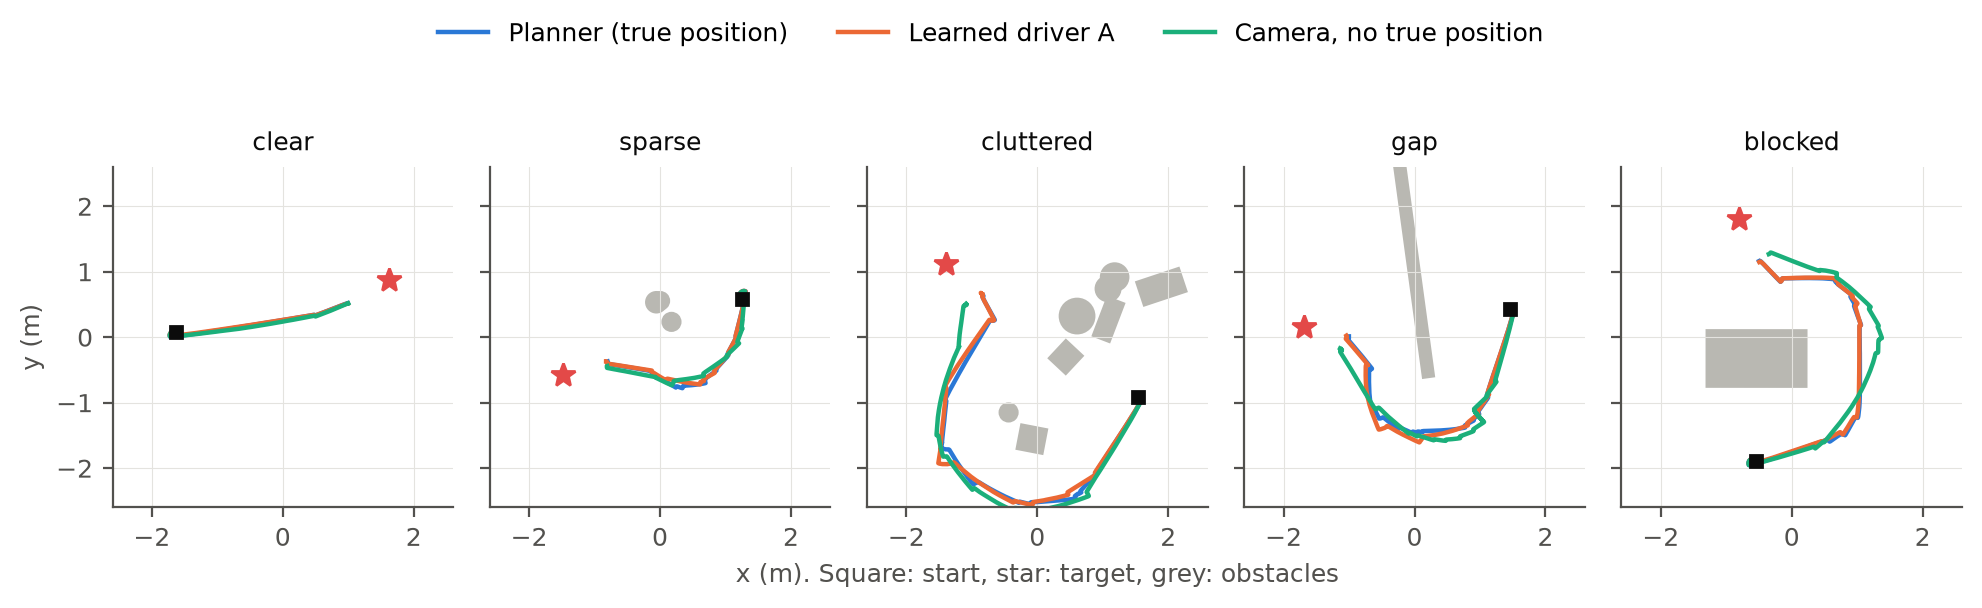 Planner (true position) Learned driver A Camera, no true position
clear sparse cluttered gap blocked
2
1
0
−1
−2
y (m)
−2 0 2 −2 0 2 −2 0 2 −2 0 2 −2 0 2
x (m). Square: start, star: target, grey: obstacles